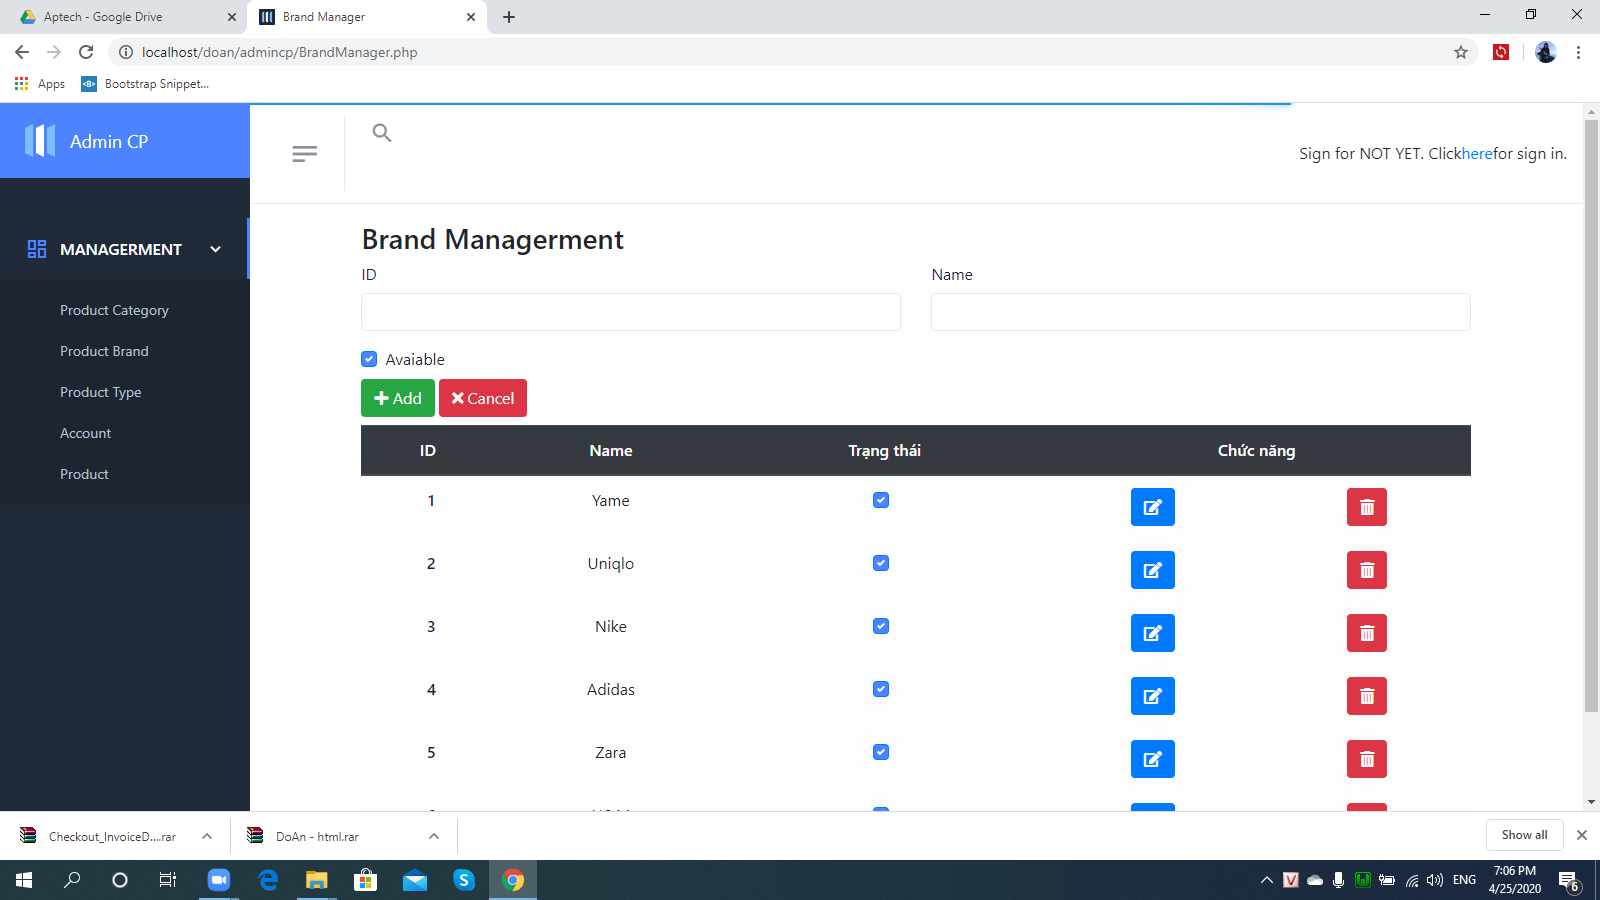 Aptech - Google Drive
Brand Manager
localhost/doan/admincp/BrandManager.php
Apps
Bootstrap Snippet...
Admin CP
Sign for NOT YET. Clickherefor sign in.
MANAGERMENT
Product Category
Product Brand
Product Type
Account
Product
Brand Managerment
ID Name
Avaiable
Add Cancel
ID Name Trạng thái Chức năng
1 Yame
2 Uniqlo
3 Nike
4 Adidas
5 Zara
Checkout_InvoiceD....rar
DoAn - html.rar
Show all
ENG
7:06 PM
4/25/2020
6